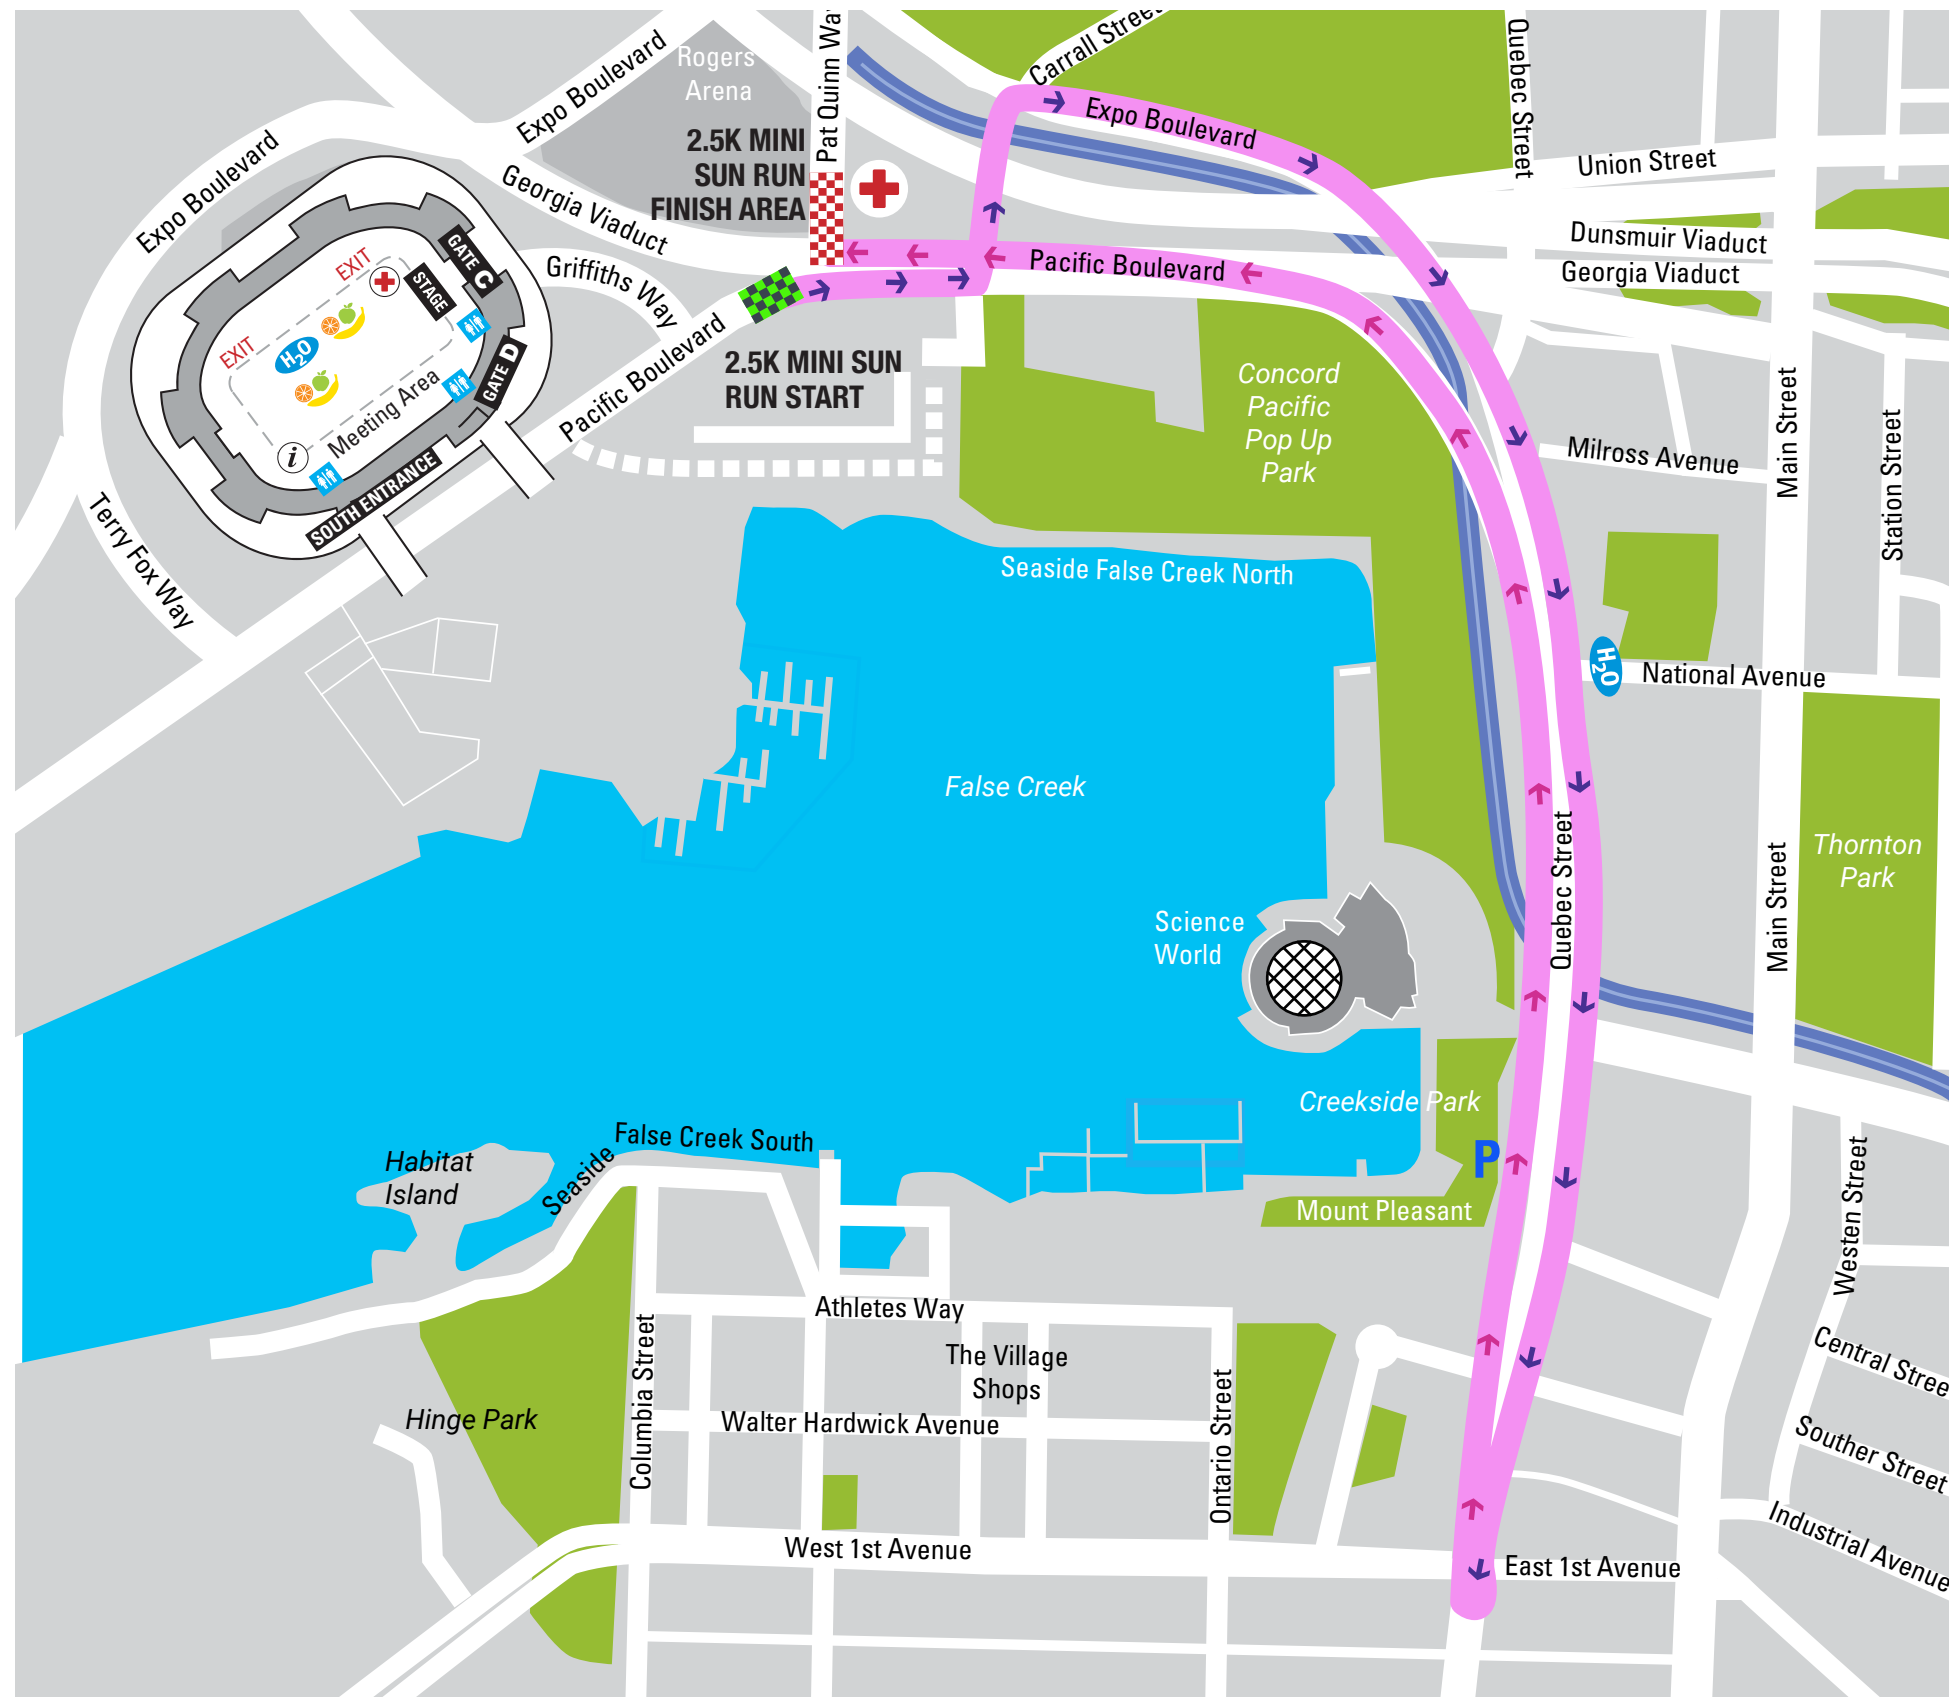 Rogers
Arena
Expo Boulevard
Pat Quinn Wa
Carrall Street
Quebec Street
Expo Boulevard
Union Street
2.5K MINI
SUN RUN
FINISH AREA
Expo Boulevard
Georgia Viaduct
Dunsmuir Viaduct
Georgia Viaduct
Pacific Boulevard
Griffiths Way
GATE C
STAGE
EXIT
EXIT
H2O
GATE D
Meeting Area
i
SOUTH ENTRANCE
Pacific Boulevard
2.5K MINI SUN
RUN START
Concord
Pacific
Pop Up
Park
Main Street
Station Street
Milross Avenue
Terry Fox Way
Seaside False Creek North
H2O
National Avenue
False Creek
Quebec Street
Main Street
Thornton
Park
Science
World
Creekside Park
P
Mount Pleasant
False Creek South
Seaside
Habitat
Island
Westen Street
Athletes Way
The Village
Shops
Columbia Street
Ontario Street
Walter Hardwick Avenue
Hinge Park
Central Stree
Souther Street
Industrial Avenue
West 1st Avenue
East 1st Avenue